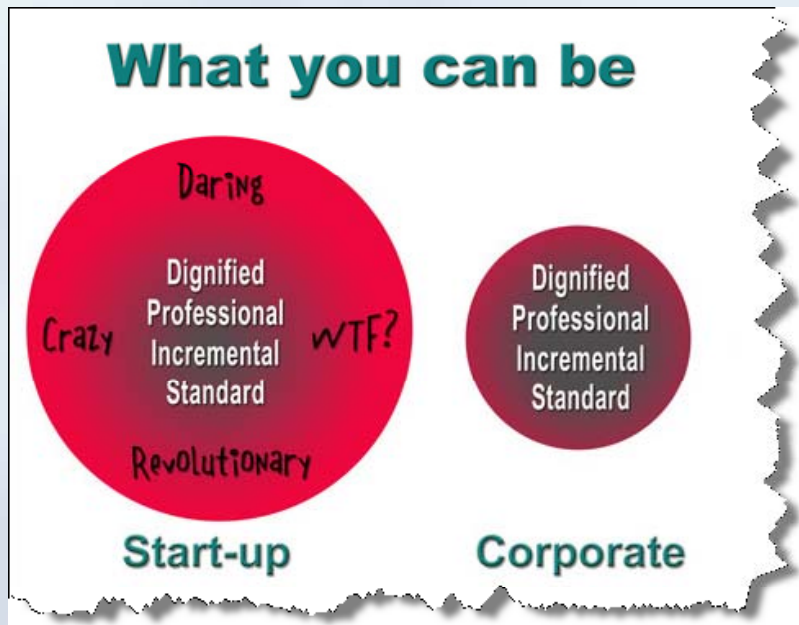 What you can be
Daring
Dignified
Professional
Incremental
Standard
Crazy
WTF?
Revolutionary
Start-up
Dignified
Professional
Incremental
Standard
Corporate